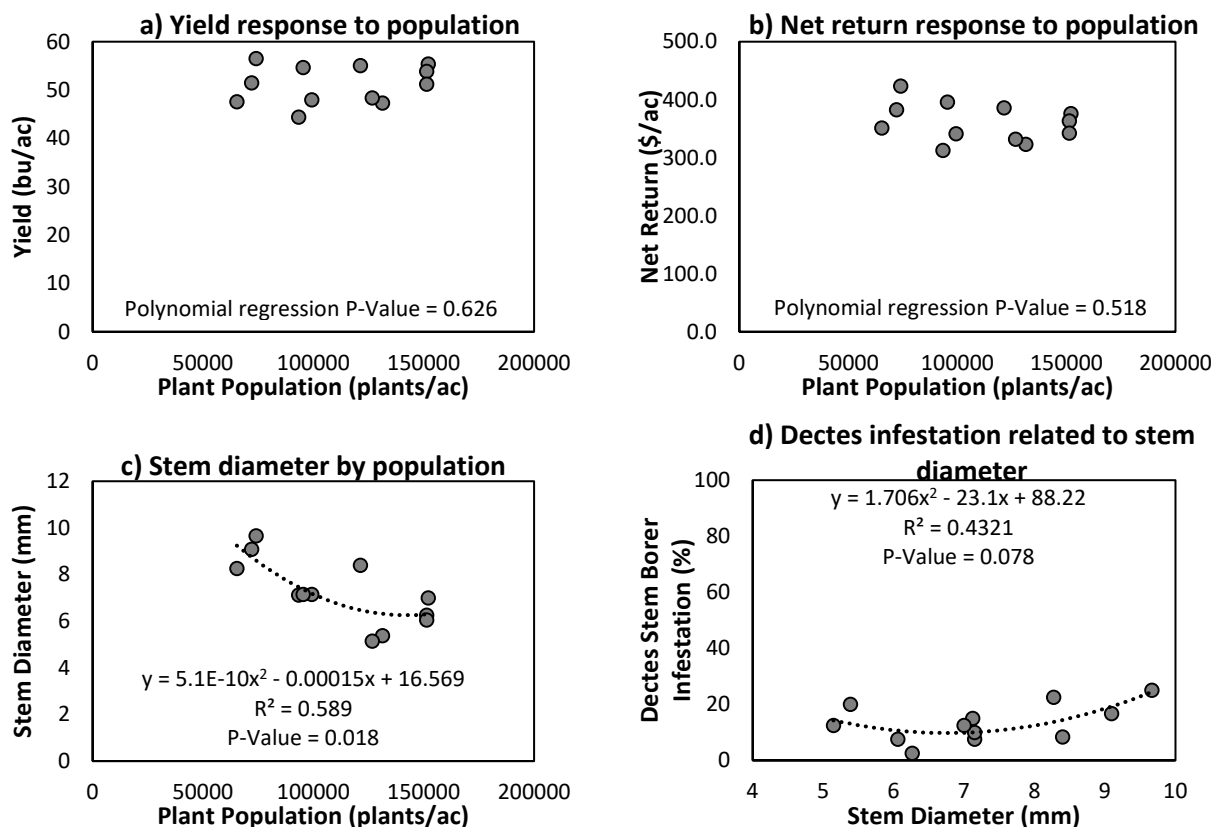 a) Yield response to population
60
50
40
30
20
10
0
Yield (bu/ac)
Polynomial regression P-Value = 0.626
0 50000 100000 150000 200000
Plant Population (plants/ac)
b) Net return response to population
500.0
400.0
300.0
200.0
100.0
0.0
Net Return ($/ac)
Polynomial regression P-Value = 0.518
0 50000 100000 150000 200000
Plant Population (plants/ac)
c) Stem diameter by population
12
10
8
6
4
2
0
Stem Diameter (mm)
y = 5.1E-10x² - 0.00015x + 16.569
R² = 0.589
P-Value = 0.018
0 50000 100000 150000 200000
Plant Population (plants/ac)
d) Dectes infestation related to stem
diameter
100
80
60
40
20
0
Dectes Stem Borer
Infestation (%)
y = 1.706x² - 23.1x + 88.22
R² = 0.4321
P-Value = 0.078
4 5 6 7 8 9 10
Stem Diameter (mm)